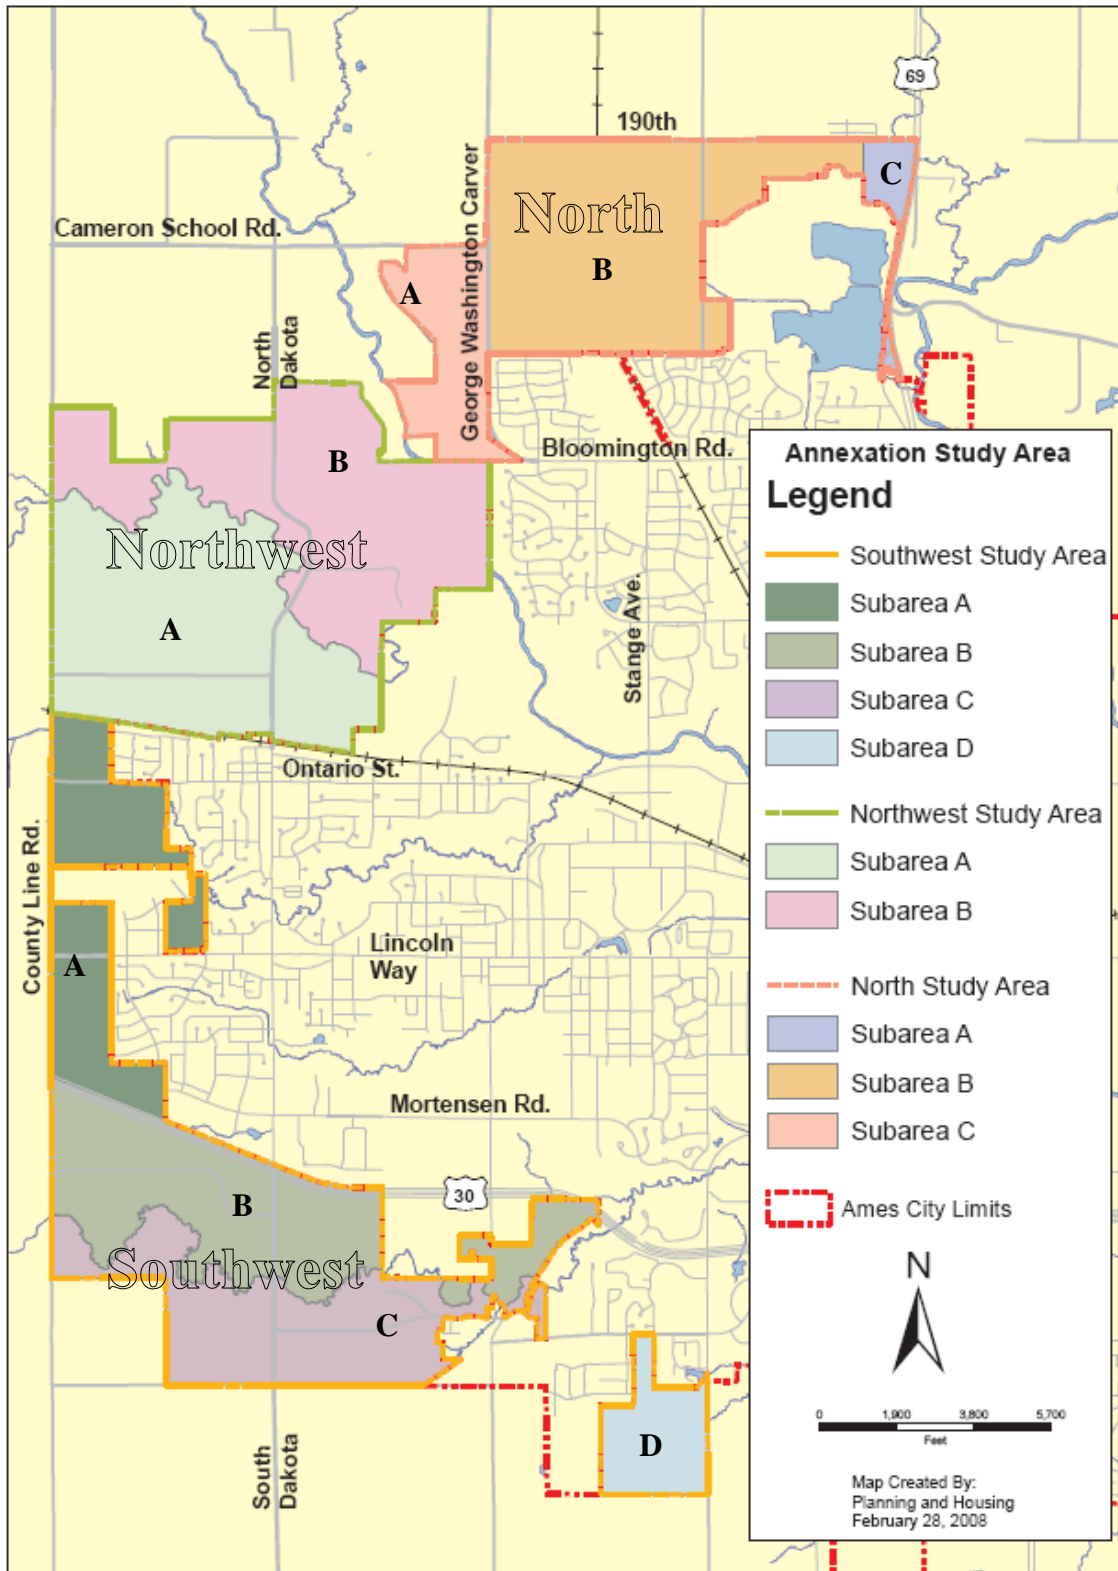 69
190th
C
North
Cameron School Rd.
B
A
George Washington Carver
North
Dakota
Bloomington Rd.
B
Northwest
A
Stange Ave.
Ontario St.
County Line Rd.
Lincoln
Way
A
Mortensen Rd.
30
B
Southwest
C
D
South
Dakota
Annexation Study Area
Legend
Southwest Study Area
Subarea A
Subarea B
Subarea C
Subarea D
Northwest Study Area
Subarea A
Subarea B
North Study Area
Subarea A
Subarea B
Subarea C
Ames City Limits
N
0 1,900 3,800 5,700
Feet
Map Created By:
Planning and Housing
February 28, 2008